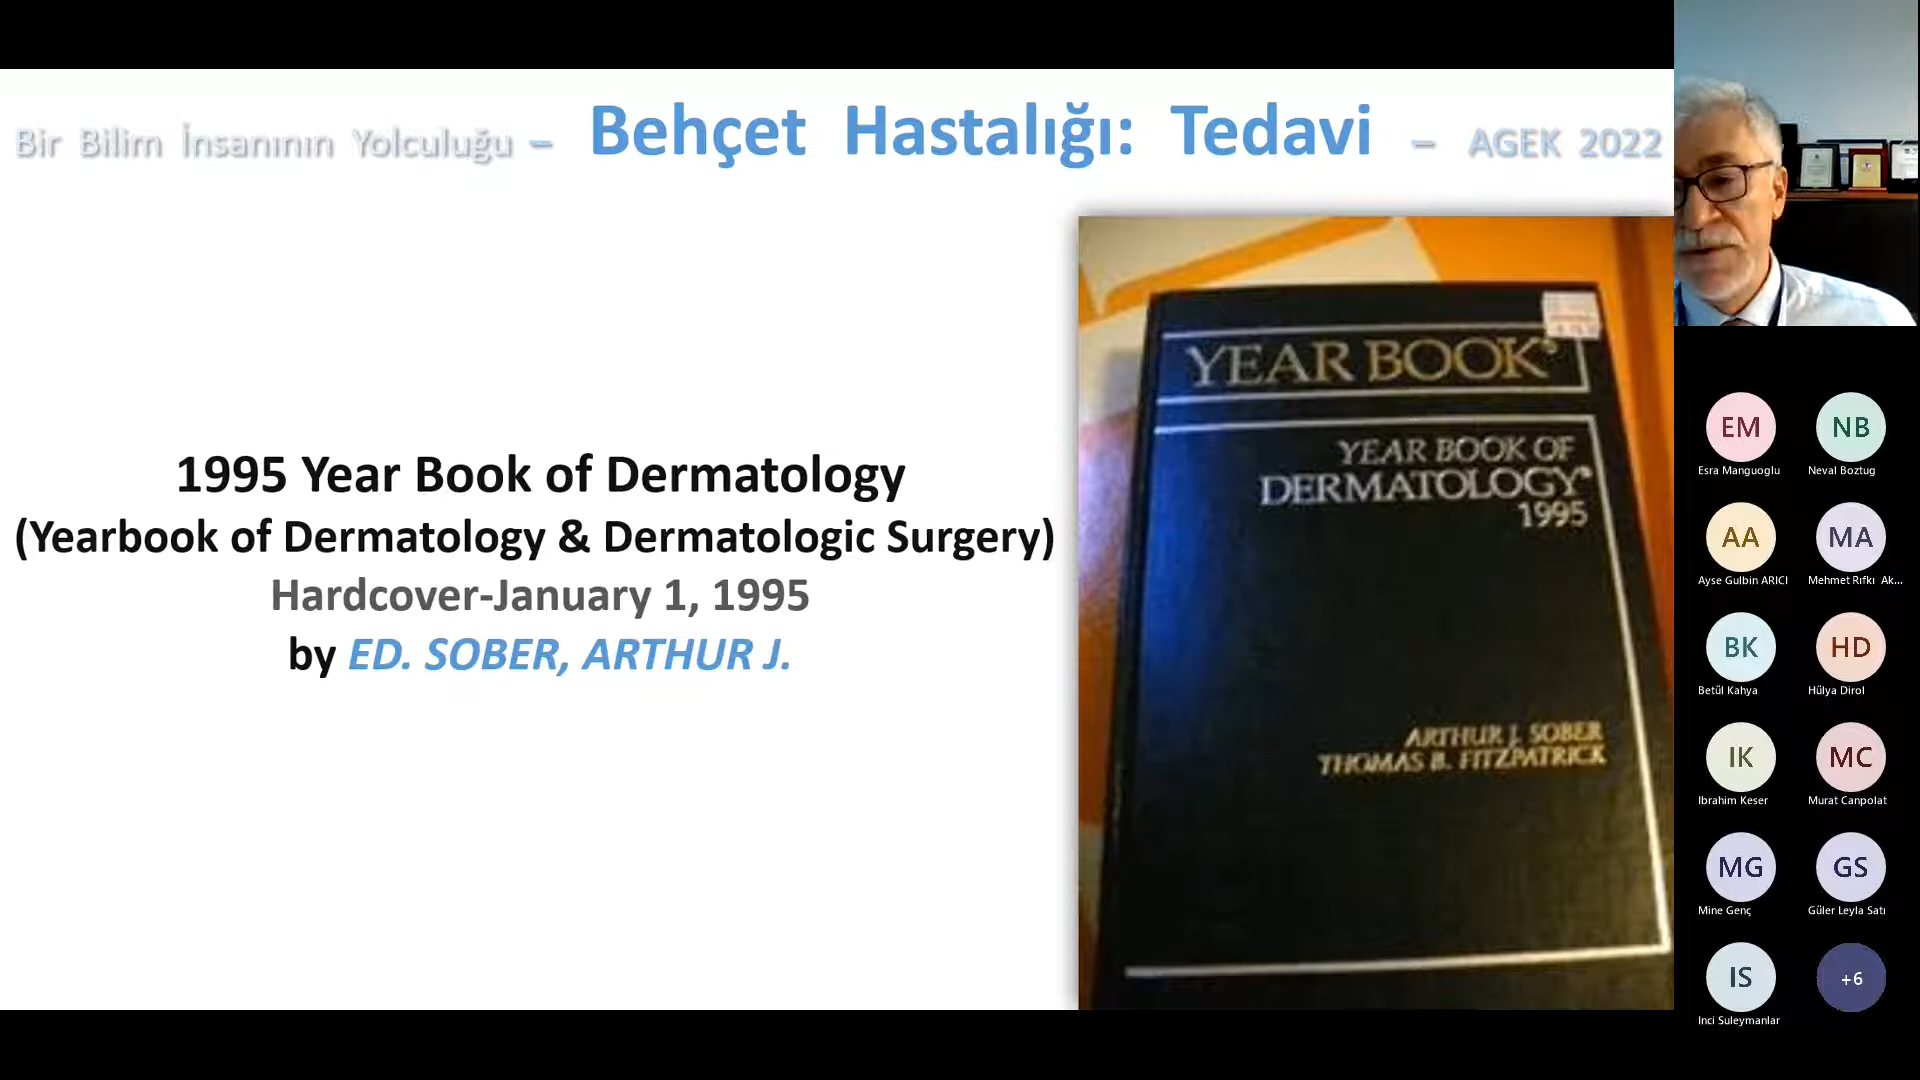 Bir Bilim İnsanının Yolculuğu – Behçet Hastalığı: Tedavi – AGEK 2022
1995 Year Book of Dermatology
(Yearbook of Dermatology & Dermatologic Surgery)
Hardcover-January 1, 1995
by ED. SOBER, ARTHUR J.
YEAR BOOK®
YEAR BOOK OF
DERMATOLOGY®
1995
ARTHUR J. SOBER
THOMAS B. FITZPATRICK
EM
Esra Manguoglu
NB
Neval Boztug
AA
Ayse Gulbin ARICI
MA
Mehmet Rıfkı Ak...
BK
Betül Kahya
HD
Hülya Dirol
IK
Ibrahim Keser
MC
Murat Canpolat
MG
Mine Genç
GS
Güler Leyla Satı
IS
Inci Suleymanlar
+6